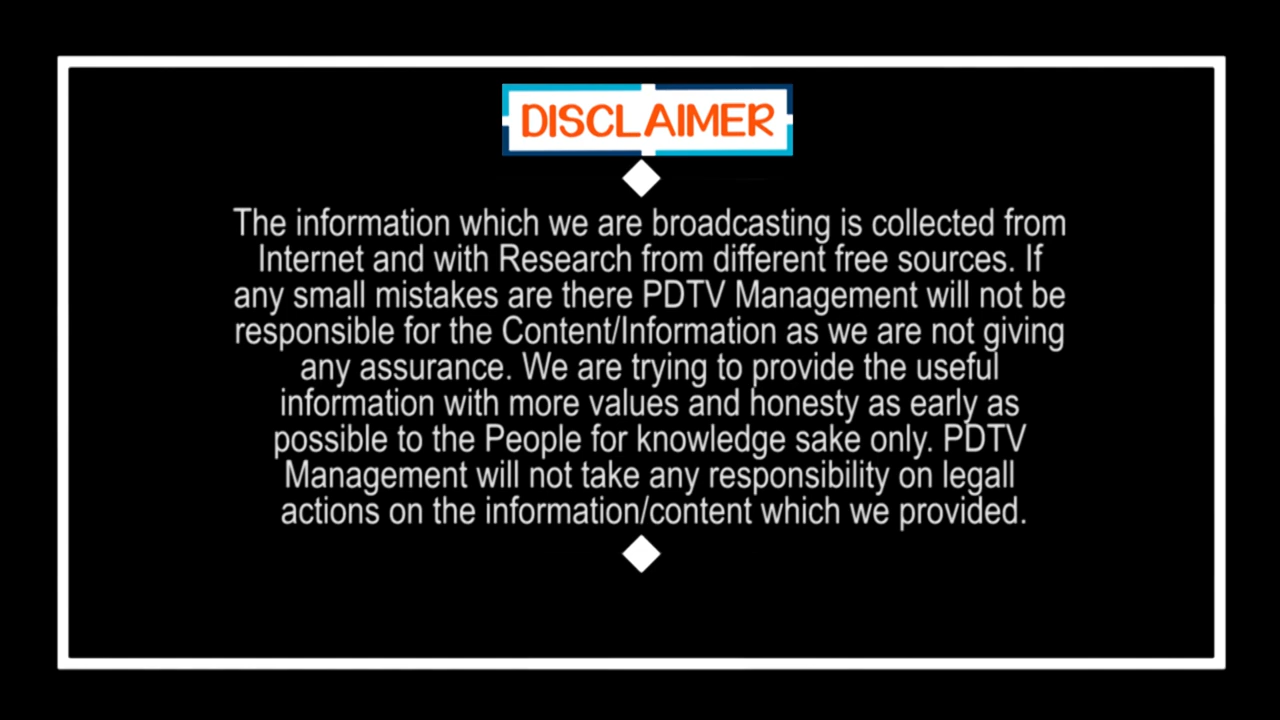 DISCLAIMER
The information which we are broadcasting is collected from
Internet and with Research from different free sources. If
any small mistakes are there PDTV Management will not be
responsible for the Content/Information as we are not giving
any assurance. We are trying to provide the useful
information with more values and honesty as early as
possible to the People for knowledge sake only. PDTV
Management will not take any responsibility on legall
actions on the information/content which we provided.